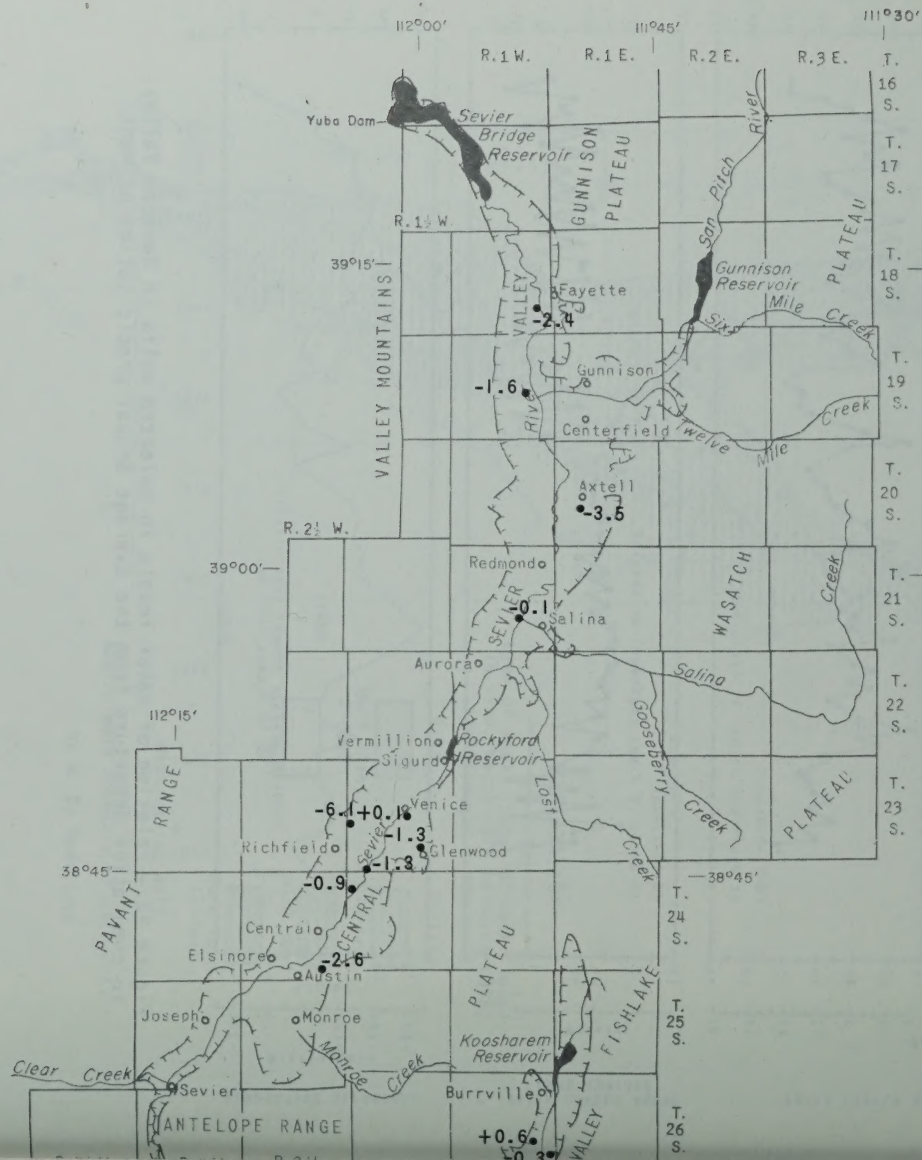 111°30'
112°00'
111°45'
R.1 W.
R.1 E.
R.2 E.
R.3 E.
T.
16
S.
Yuba Dam
Sevier
Bridge
Reservoir
GUNNISON
PLATEAU
San Pitch River
T.
17
S.
R.1½ W.
39°15'
PLATEAU
Gunnison
Reservoir
T.
18
S.
VALLEY MOUNTAINS
VALLEY
Fayette
-2.4
Six Mile Creek
T.
19
S.
Gunnison
-1.6
River
Centerfield
Twelve Mile Creek
T.
20
S.
Axtell
-3.5
R.2½ W.
39°00'
Redmond
WASATCH
Creek
T.
21
S.
SEVIER
-0.1
Salina
Aurora
Salina
T.
22
S.
112°15'
Gooseberry Creek
Vermillion
Rockyford
Sigurd
Reservoir
RANGE
Lost Creek
PLATEAU
T.
23
S.
-6.1
+0.1
Venice
-1.3
Richfield
Sevier
Glenwood
-1.3
38°45'
38°45'
-0.9
PAVANT
CENTRAL
T.
24
S.
Central
Elsinore
-2.6
Austin
PLATEAU
FISHLAKE
T.
25
S.
Joseph
Monroe
Koosharem
Reservoir
Monroe Creek
Clear Creek
Sevier
Burrville
ANTELOPE RANGE
VALLEY
T.
26
S.
+0.6
-0.3